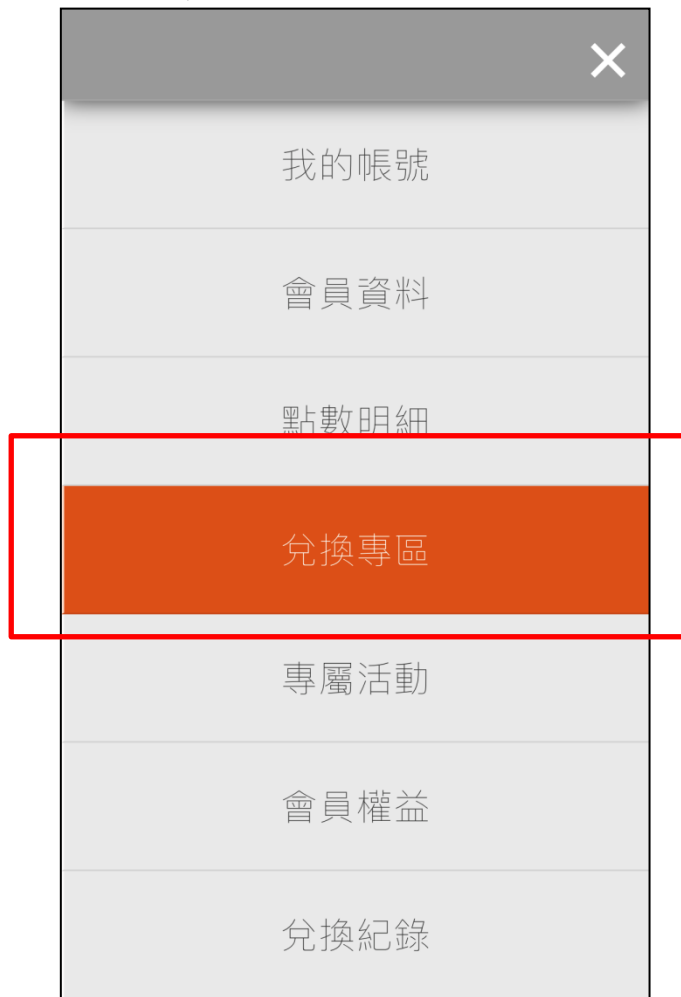 我的帳號
會員資料
點數明細
兌換專區
專屬活動
會員權益
兌換紀錄